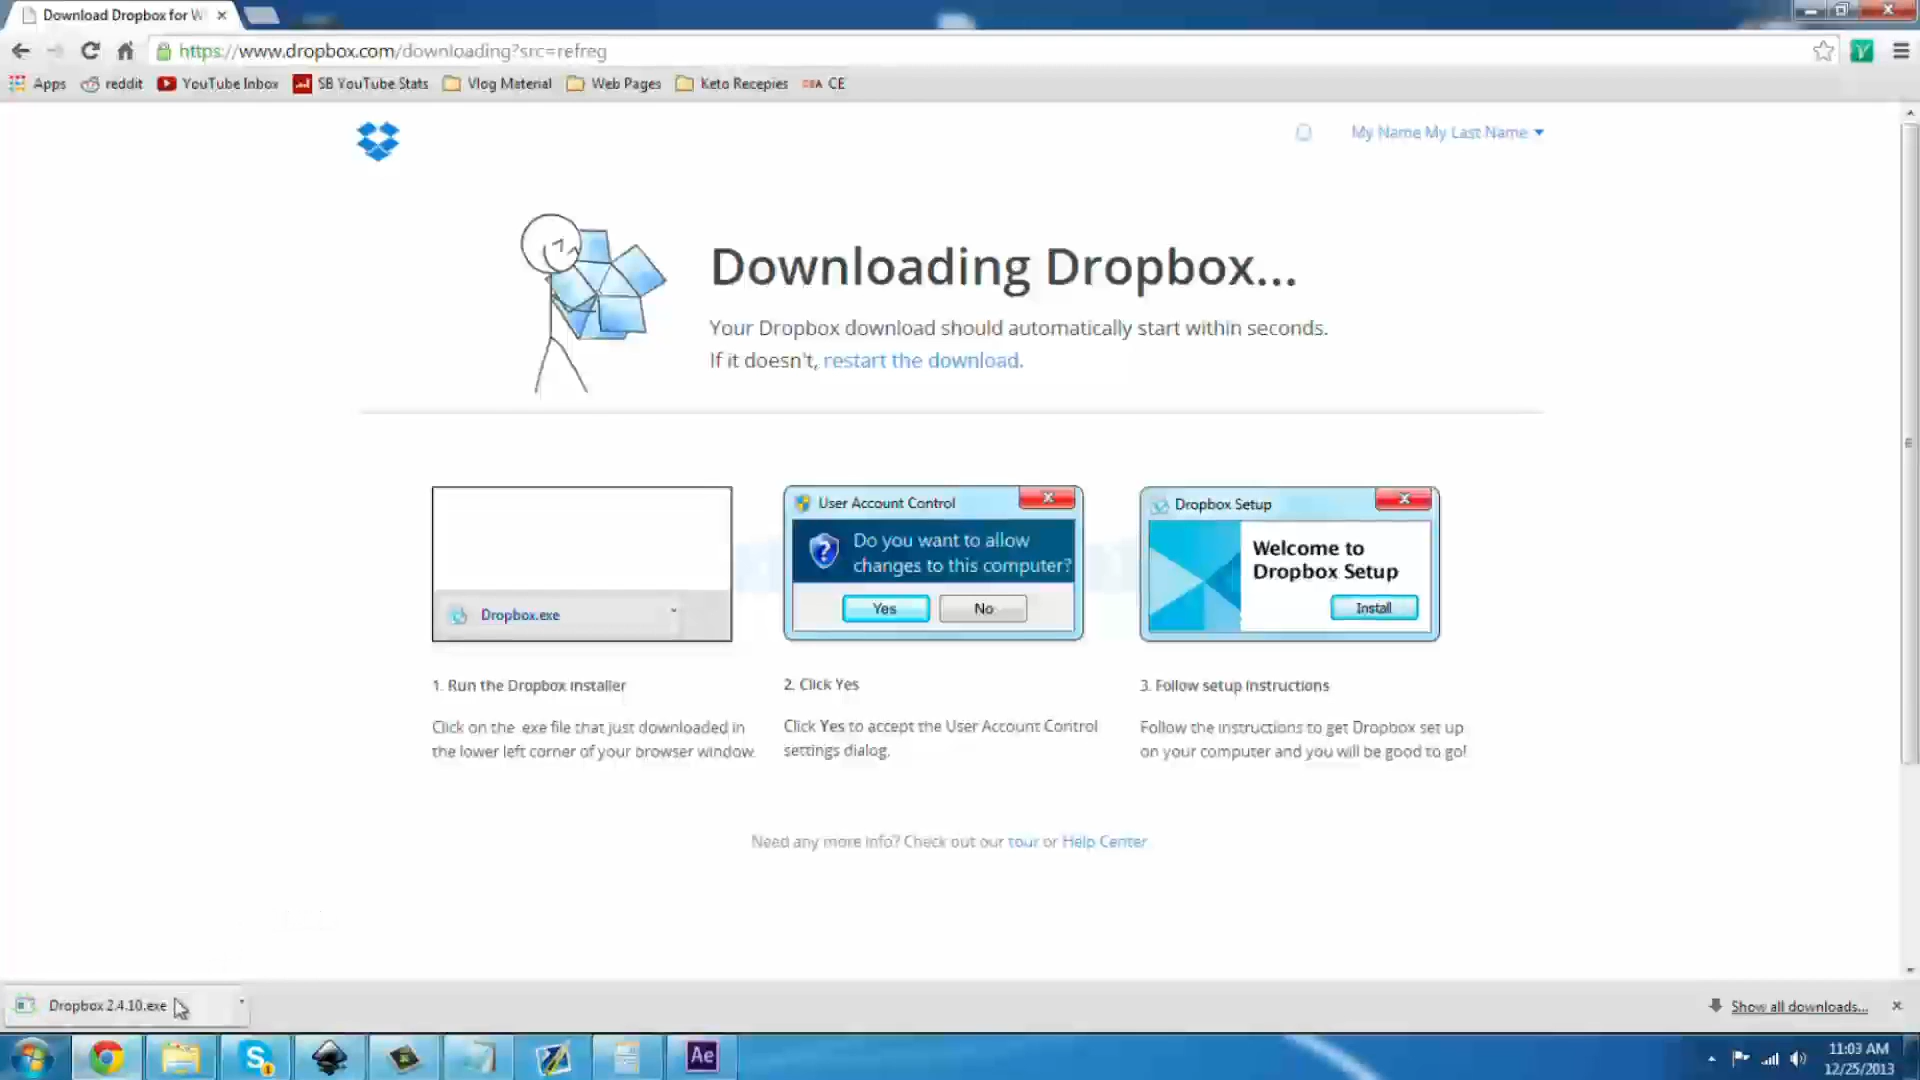 Download Dropbox for W
https://www.dropbox.com/downloading?src=refreg
Apps reddit YouTube Inbox SB YouTube Stats Vlog Material Web Pages Keto Recepies CE
My Name My Last Name
Downloading Dropbox...
Your Dropbox download should automatically start within seconds.
If it doesn't, restart the download.
User Account Control
Do you want to allow
changes to this computer?
Yes No
Dropbox Setup
Welcome to
Dropbox Setup
Install
Dropbox.exe
1. Run the Dropbox installer
Click on the .exe file that just downloaded in
the lower left corner of your browser window.
2. Click Yes
Click Yes to accept the User Account Control
settings dialog.
3. Follow setup instructions
Follow the instructions to get Dropbox set up
on your computer and you will be good to go!
Need any more info? Check out our tour or Help Center
Dropbox 2.4.10.exe
Show all downloads...
Ae
11:03 AM
12/25/2013